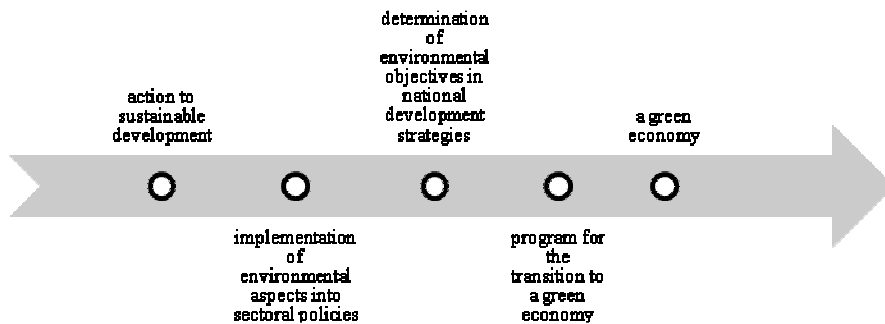 action to
sustainable
development
implementation
of
environmental
aspects into
sectoral policies
determination
of
environmental
objectives in
national
development
strategies
program for
the
transition to
a green
economy
a green
economy